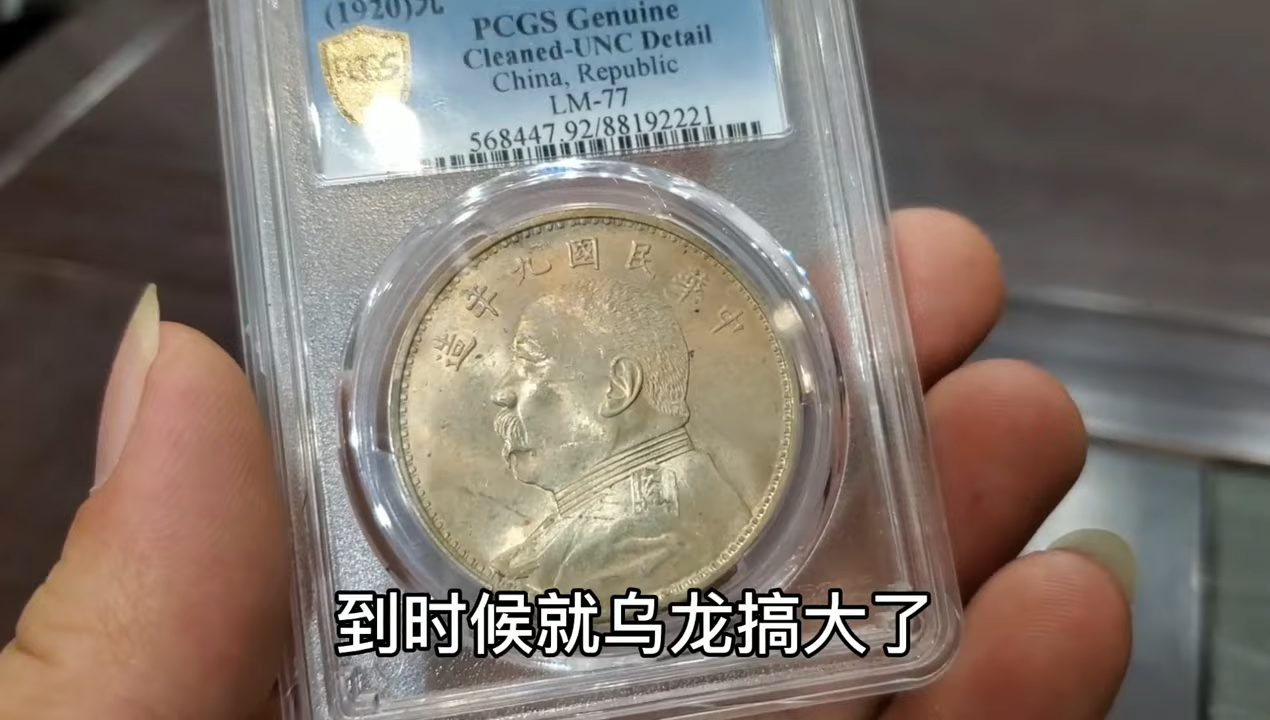 (1920)元
PCGS Genuine
Cleaned-UNC Detail
China, Republic
LM-77
568447.92/88192221
PCGS
造年九國民華中
到时候就乌龙搞大了